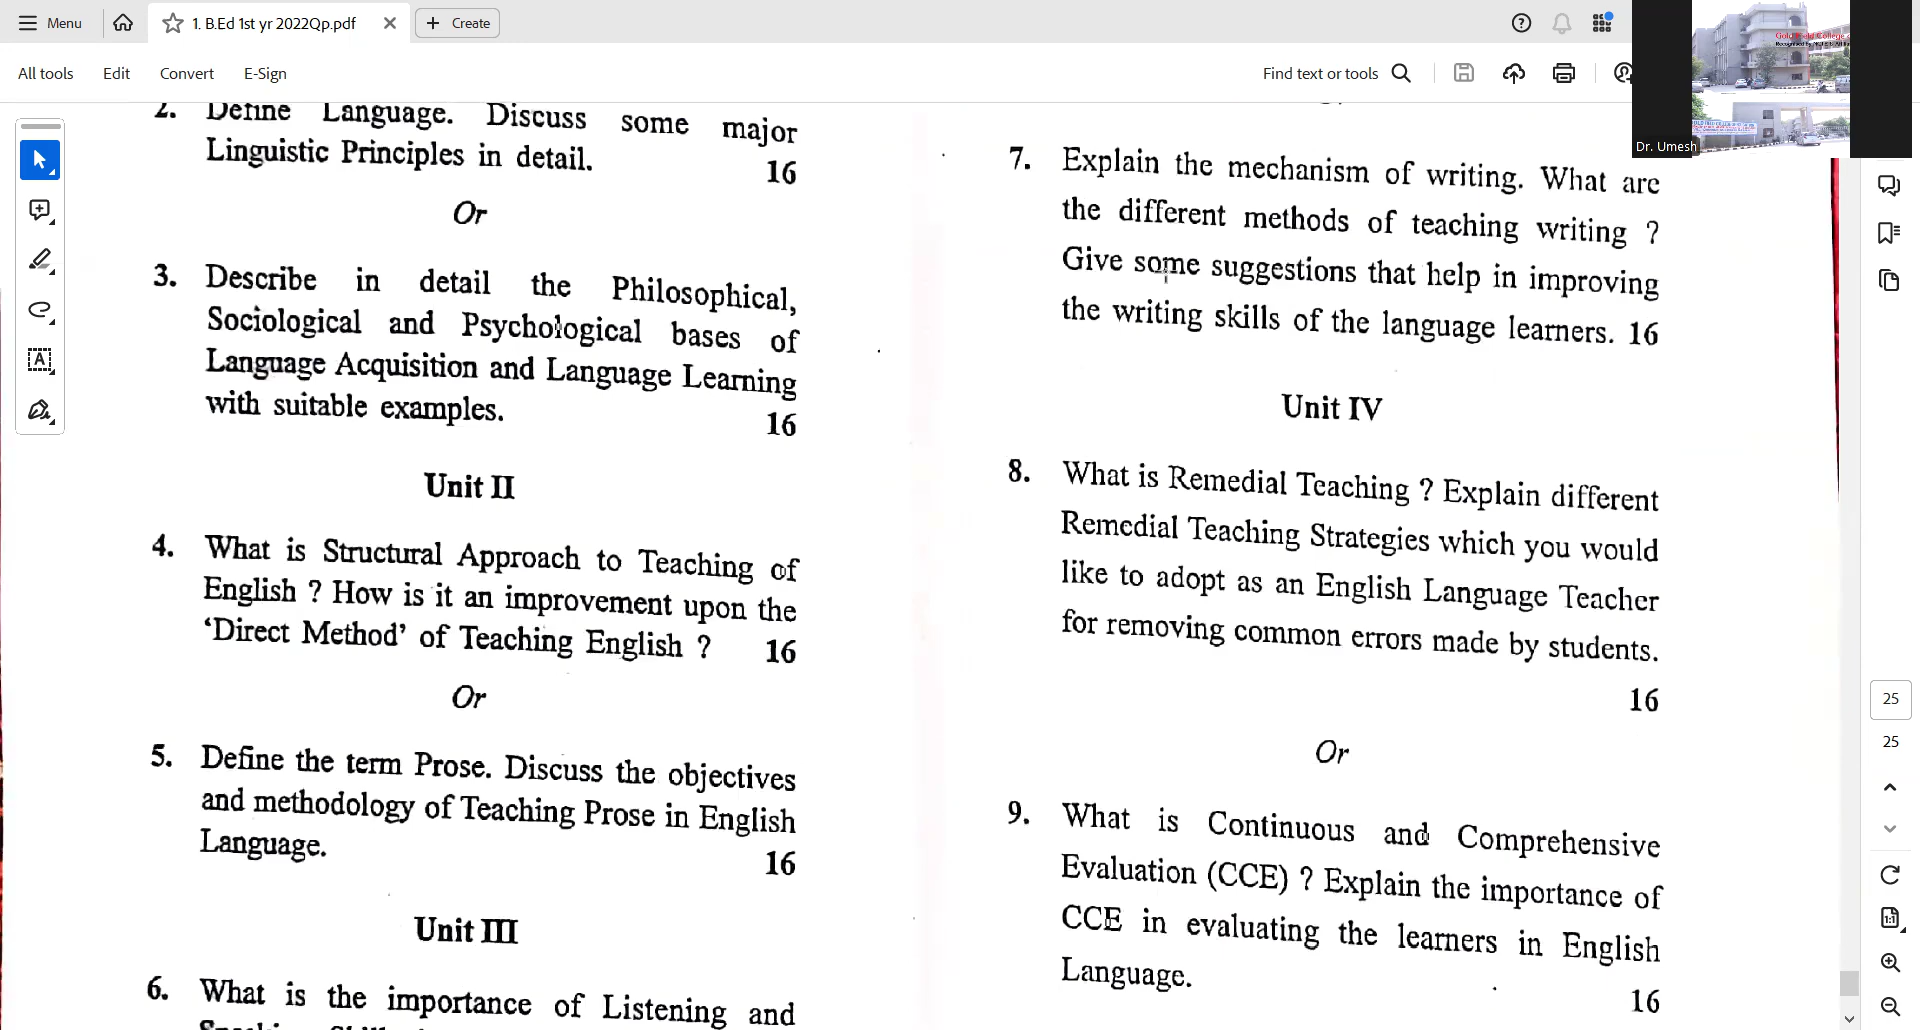 Menu
1. B.Ed 1st yr 2022Qp.pdf
Create
All tools
Edit
Convert
E-Sign
Find text or tools
Dr. Umesh
2. Define Language. Discuss some major
Linguistic Principles in detail. 16
Or
3. Describe in detail the Philosophical,
Sociological and Psychological bases of
Language Acquisition and Language Learning
with suitable examples. 16
Unit II
4. What is Structural Approach to Teaching of
English ? How is it an improvement upon the
‘Direct Method’ of Teaching English ? 16
Or
5. Define the term Prose. Discuss the objectives
and methodology of Teaching Prose in English
Language. 16
Unit III
6. What is the importance of Listening and
7. Explain the mechanism of writing. What are
the different methods of teaching writing ?
Give some suggestions that help in improving
the writing skills of the language learners. 16
Unit IV
8. What is Remedial Teaching ? Explain different
Remedial Teaching Strategies which you would
like to adopt as an English Language Teacher
for removing common errors made by students.
16
Or
9. What is Continuous and Comprehensive
Evaluation (CCE) ? Explain the importance of
CCE in evaluating the learners in English
Language.
16
25
25